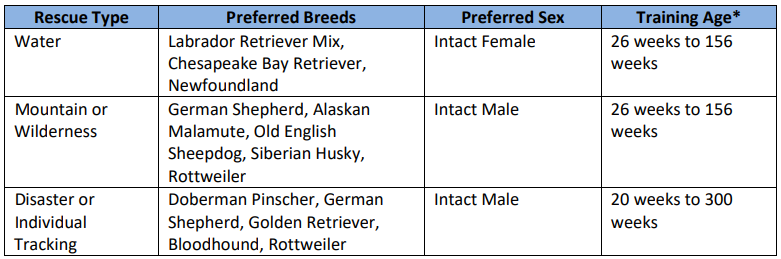 Rescue Type Preferred Breeds Preferred Sex Training Age*
Water Labrador Retriever Mix, Intact Female 26 weeks to 156
Chesapeake Bay Retriever, weeks
Newfoundland
Mountain or German Shepherd, Alaskan Intact Male 26 weeks to 156
Wilderness Malamute, Old English weeks
Sheepdog, Siberian Husky,
Rottweiler
Disaster or Doberman Pinscher, German Intact Male 20 weeks to 300
Individual Shepherd, Golden Retriever, weeks
Tracking Bloodhound, Rottweiler